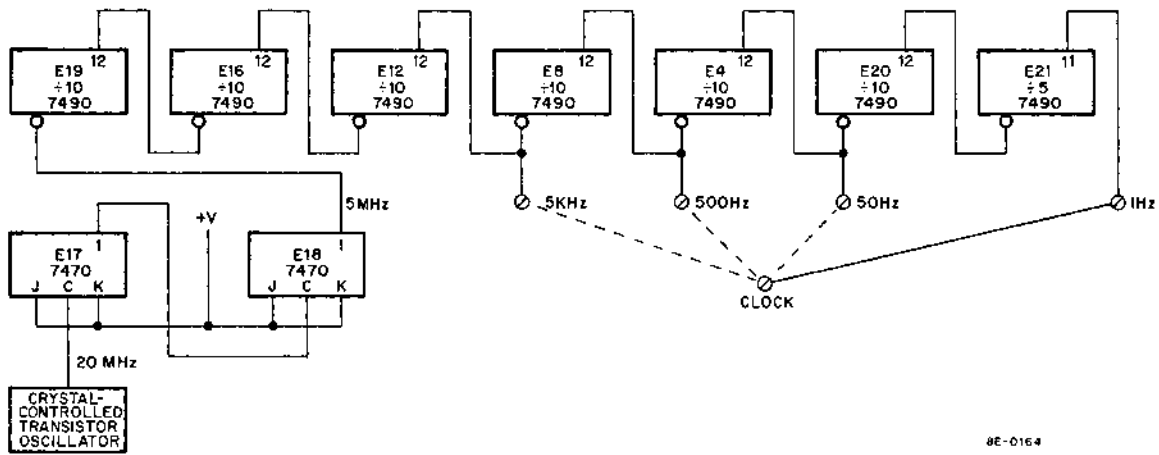 12
E19
÷10
7490
12
E16
÷10
7490
12
E12
÷10
7490
12
E8
÷10
7490
12
E4
÷10
7490
12
E20
÷10
7490
11
E21
÷5
7490
5MHz
5KHz
500Hz
50Hz
1Hz
+V
1
E17
7470
J C K
1
E18
7470
J C K
CLOCK
20 MHz
CRYSTAL-
CONTROLLED
TRANSISTOR
OSCILLATOR
8E-0164